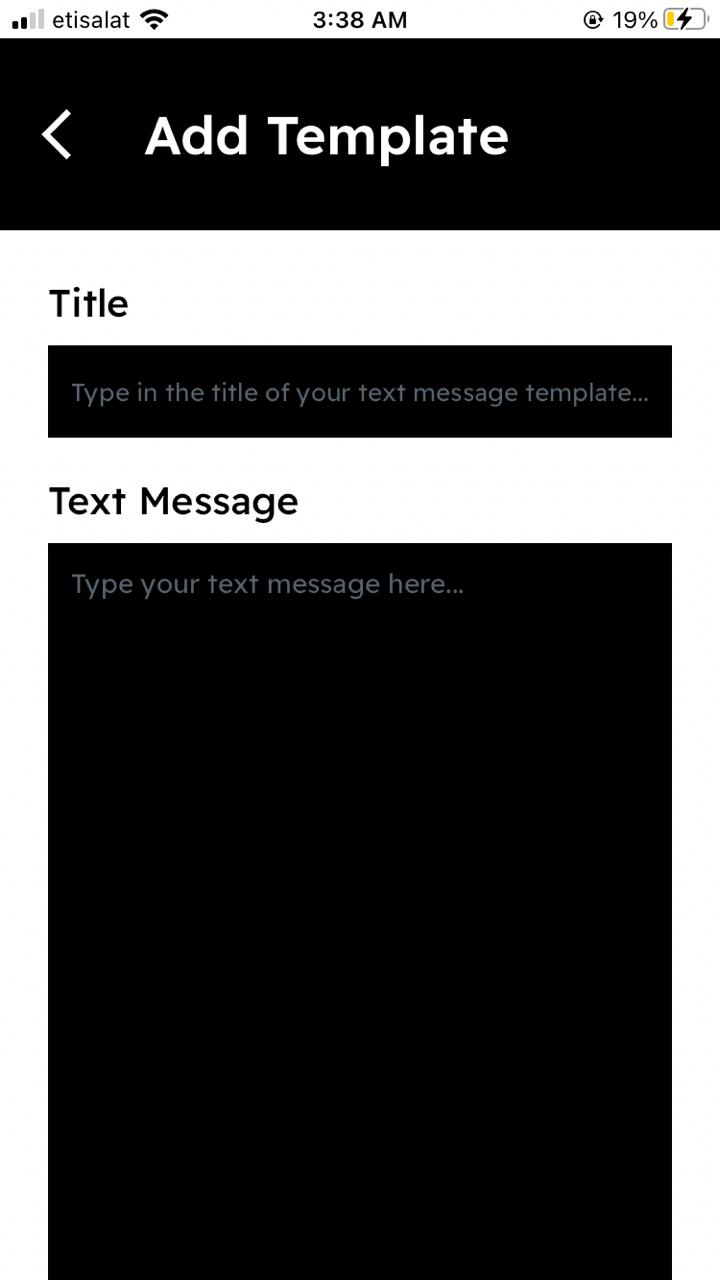 etisalat 3:38 AM 19%
Add Template
Title
Type in the title of your text message template...
Text Message
Type your text message here...